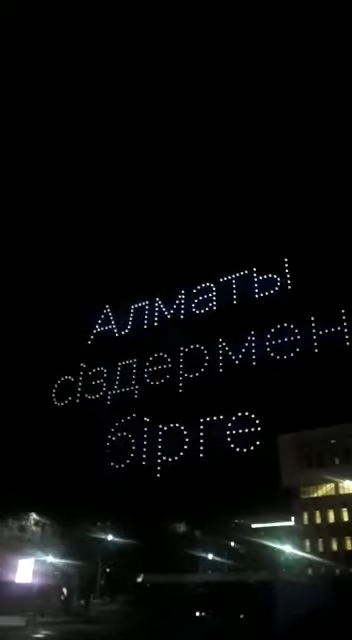 Алматы
сіздермен
бірге